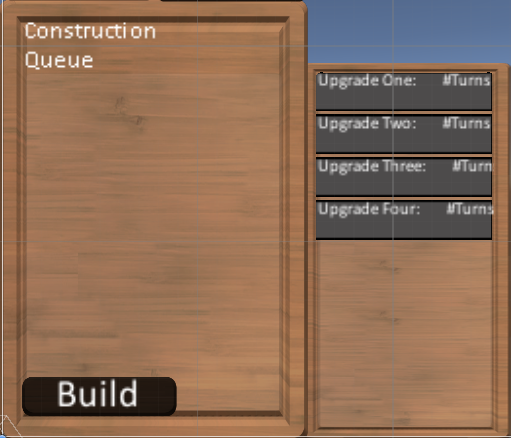 Construction
Queue
Upgrade One: #Turns
Upgrade Two: #Turns
Upgrade Three: #Turn
Upgrade Four: #Turns
Build